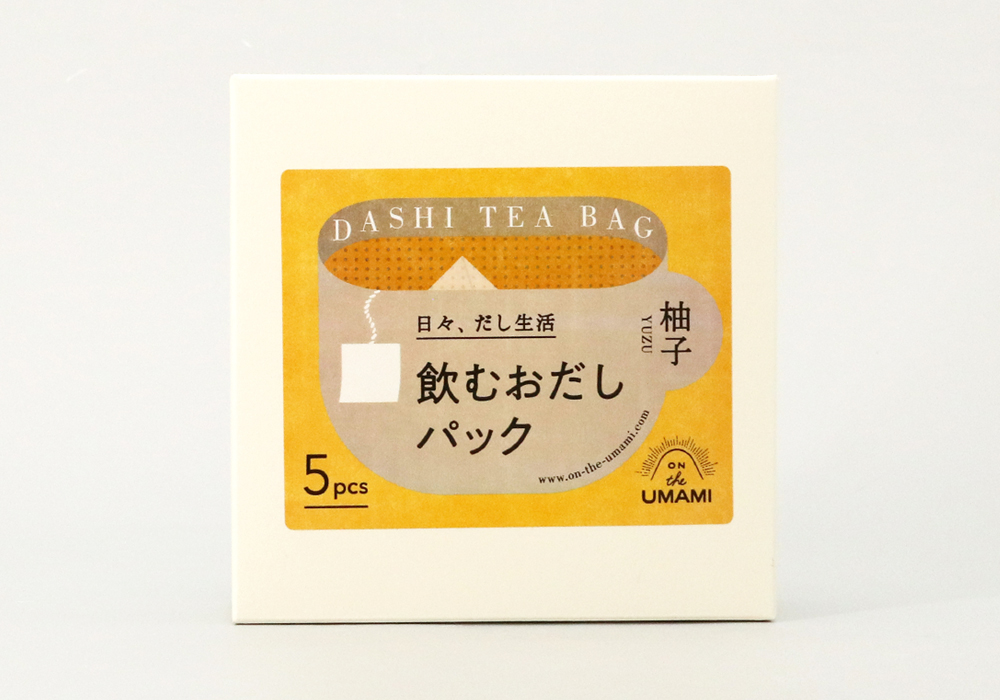 DASHI TEA BAG
日々、だし生活
飲むおだし
パック
柚子
YUZU
www.on-the-umami.com
5pcs
ON
the
UMAMI